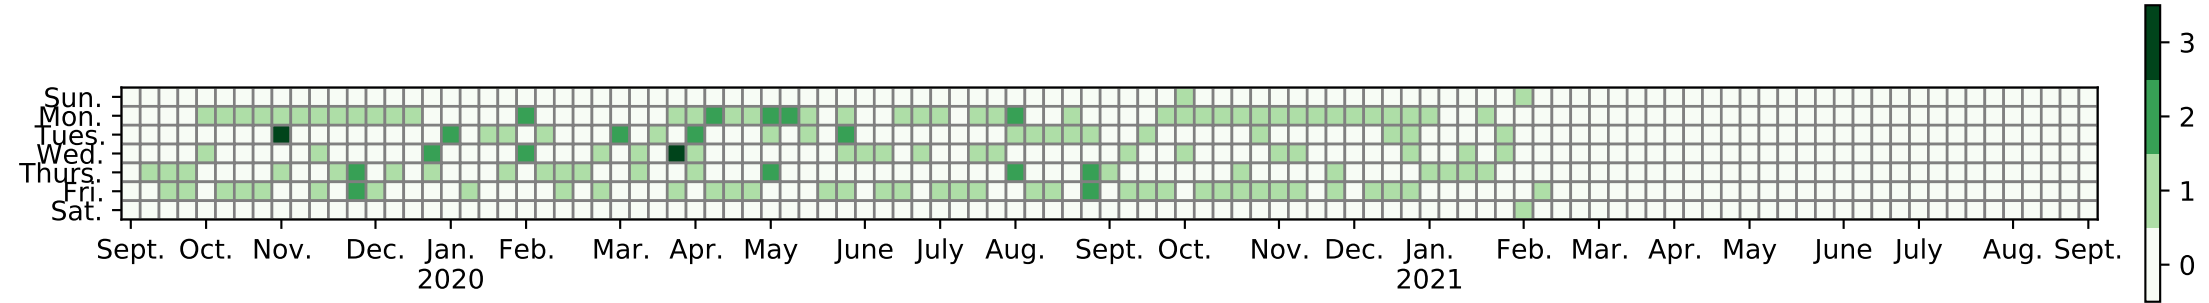 Sun.
Mon.
Tues.
Wed.
Thurs.
Fri.
Sat.
Sept. Oct. Nov. Dec. Jan. Feb. Mar. Apr. May June July Aug. Sept. Oct. Nov. Dec. Jan. Feb. Mar. Apr. May June July Aug. Sept.
2020 2021
3
2
1
0